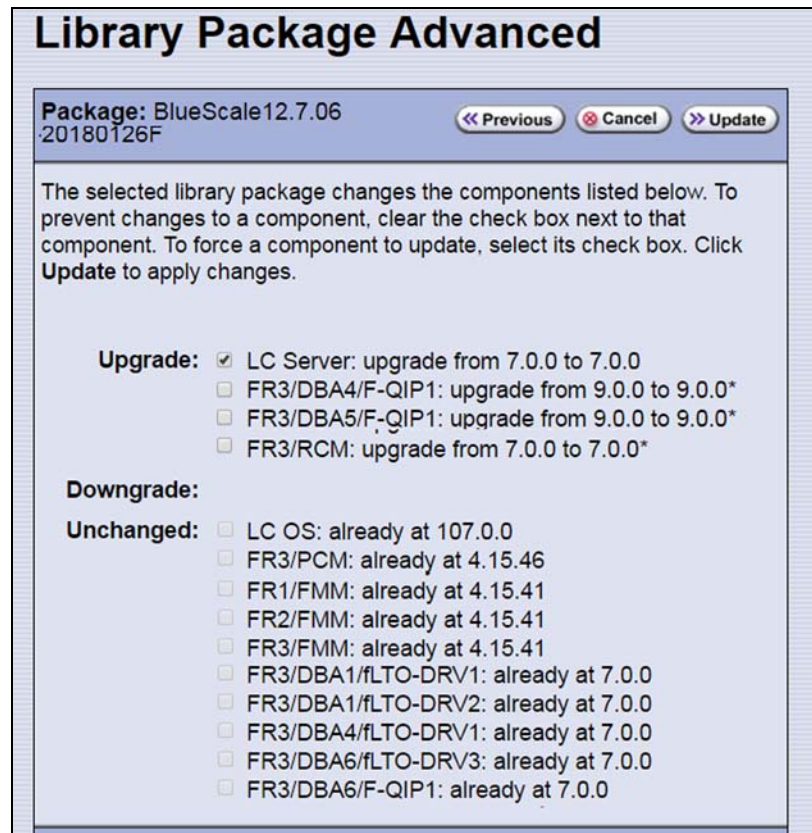 Library Package Advanced
Package: BlueScale12.7.06 Previous Cancel Update
-20180126F
The selected library package changes the components listed below. To
prevent changes to a component, clear the check box next to that
component. To force a component to update, select its check box. Click
Update to apply changes.
Upgrade: LC Server: upgrade from 7.0.0 to 7.0.0
FR3/DBA4/F-QIP1: upgrade from 9.0.0 to 9.0.0*
FR3/DBA5/F-QIP1: upgrade from 9.0.0 to 9.0.0*
FR3/RCM: upgrade from 7.0.0 to 7.0.0*
Downgrade:
Unchanged: LC OS: already at 107.0.0
FR3/PCM: already at 4.15.46
FR1/FMM: already at 4.15.41
FR2/FMM: already at 4.15.41
FR3/FMM: already at 4.15.41
FR3/DBA1/fLTO-DRV1: already at 7.0.0
FR3/DBA1/fLTO-DRV2: already at 7.0.0
FR3/DBA4/fLTO-DRV1: already at 7.0.0
FR3/DBA6/fLTO-DRV3: already at 7.0.0
FR3/DBA6/F-QIP1: already at 7.0.0